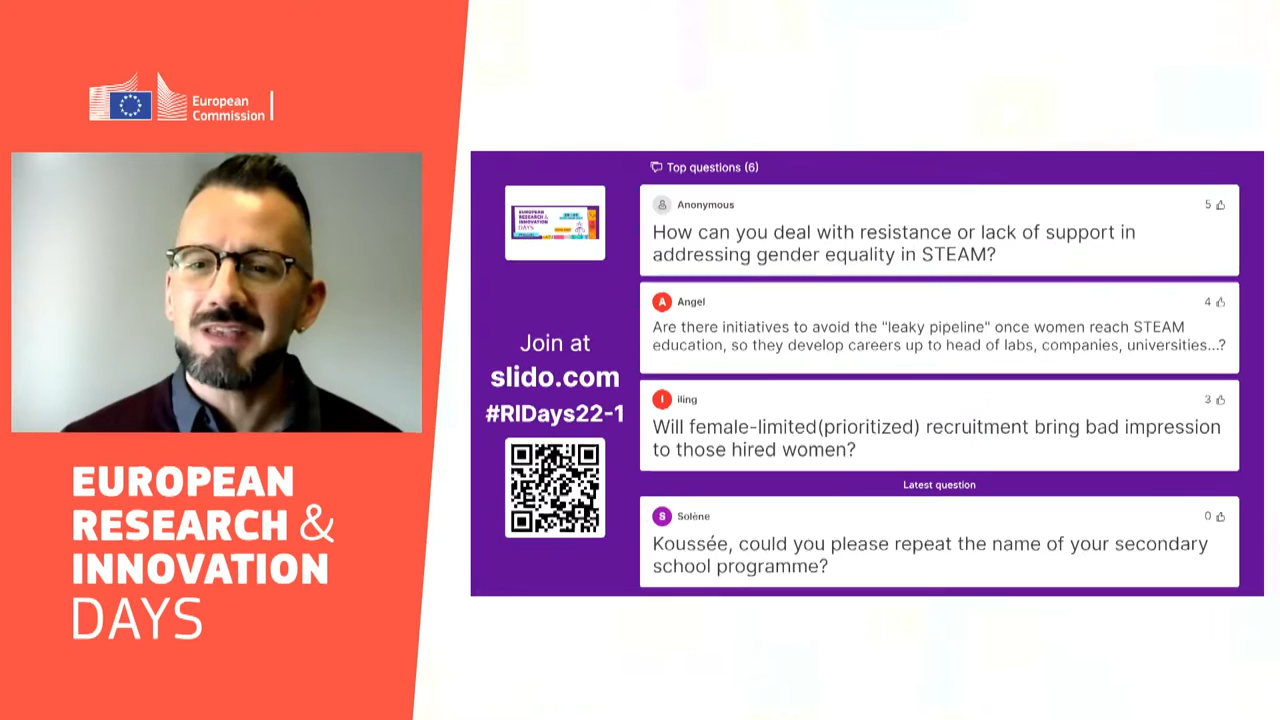 European
Commission
EUROPEAN
RESEARCH &
INNOVATION
DAYS
EUROPEAN
RESEARCH &
INNOVATION
DAYS
Join at
slido.com
#RIDays22-1
Top questions (6)
Anonymous
5
How can you deal with resistance or lack of support in
addressing gender equality in STEAM?
A Angel
4
Are there initiatives to avoid the "leaky pipeline" once women reach STEAM
education, so they develop careers up to head of labs, companies, universities...?
I iling
3
Will female-limited(prioritized) recruitment bring bad impression
to those hired women?
Latest question
S Solène
0
Koussée, could you please repeat the name of your secondary
school programme?